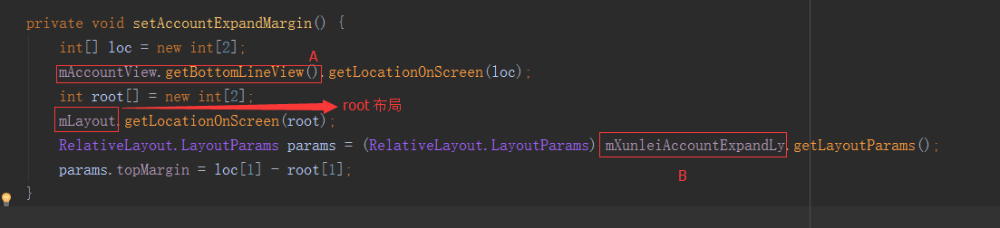 private void setAccountExpandMargin() {
int[] loc = new int[2];
A
mAccountView.getBottomLineView().getLocationOnScreen(loc);
int root[] = new int[2];
root 布局
mLayout.getLocationOnScreen(root);
RelativeLayout.LayoutParams params = (RelativeLayout.LayoutParams) mXunleiAccountExpandLy.getLayoutParams();
params.topMargin = loc[1] - root[1];
B
}